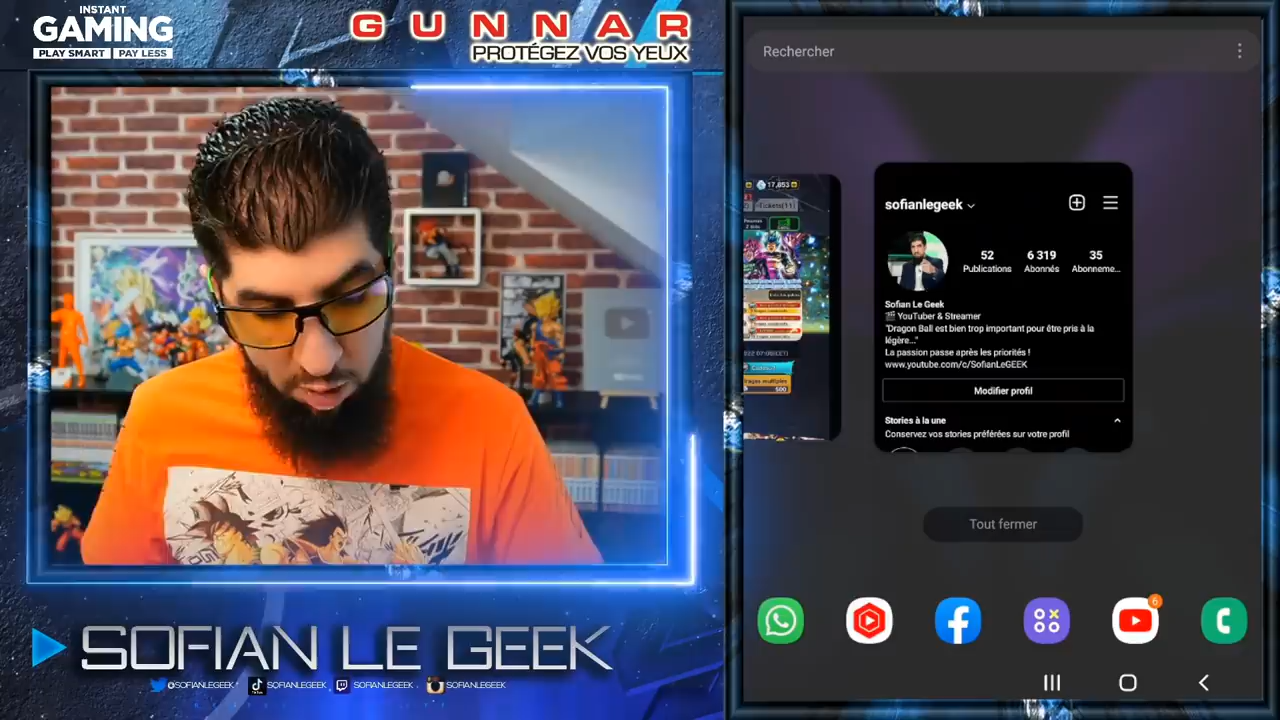 INSTANT
GAMING
PLAY SMART | PAY LESS
GUNNAR
PROTÉGEZ VOS YEUX
Rechercher
17,853
sofianlegeek
52
Publications
6 319
Abonnés
35
Abonneme...
Sofian Le Geek
YouTuber & Streamer
"Dragon Ball est bien trop important pour être pris à la
légère..."
La passion passe après les priorités !
www.youtube.com/c/SofianLeGEEK
Modifier profil
Stories à la une
Conservez vos stories préférées sur votre profil
500
Tout fermer
6
SOFIAN LE GEEK
@SOFIANLEGEEK SOFIANLEGEEK SOFIANLEGEEK SOFIANLEGEEK